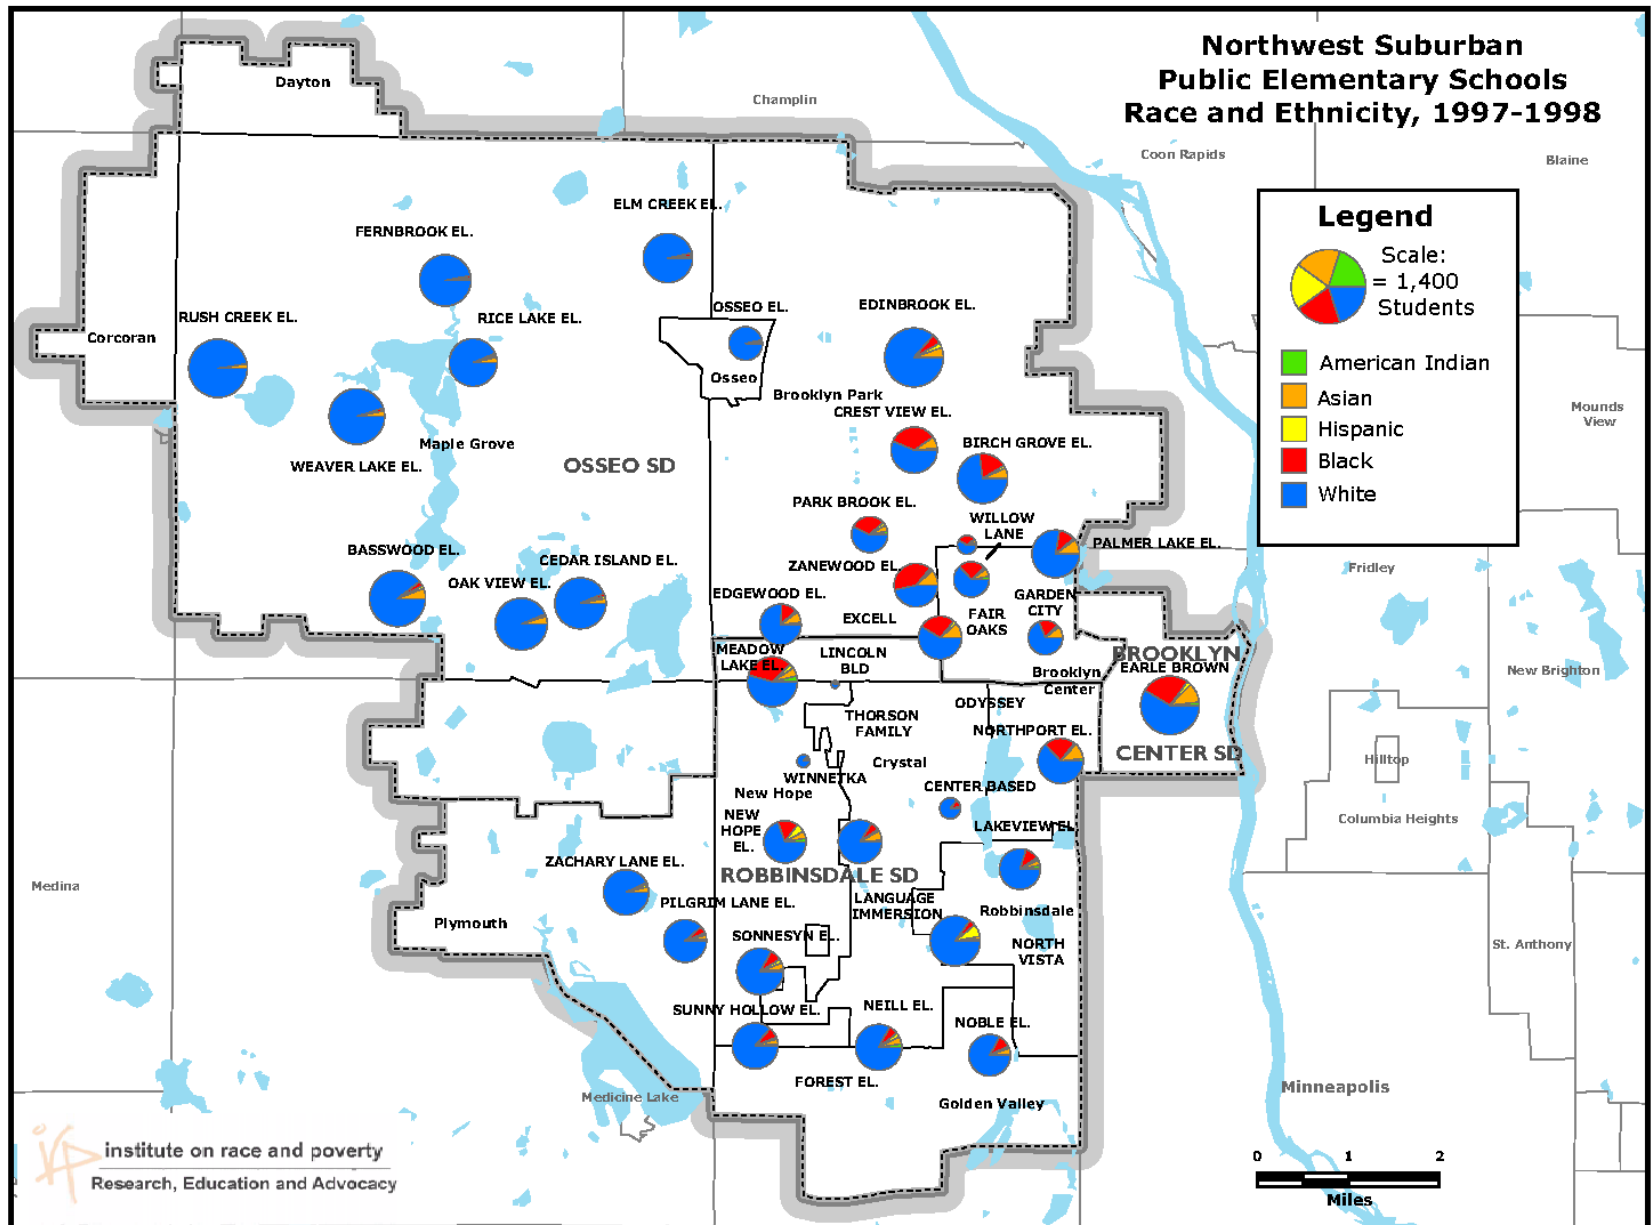 Northwest Suburban
Public Elementary Schools
Race and Ethnicity, 1997-1998
Dayton
Champlin
Coon Rapids
Blaine
Legend
Scale:
= 1,400
Students
American Indian
Asian
Hispanic
Black
White
ELM CREEK EL.
FERNBROOK EL.
OSSEO EL.
EDINBROOK EL.
RUSH CREEK EL.
RICE LAKE EL.
Corcoran
Osseo
Brooklyn Park
CREST VIEW EL.
Mounds
View
Maple Grove
BIRCH GROVE EL.
WEAVER LAKE EL.
OSSEO SD
PARK BROOK EL.
WILLOW
LANE
PALMER LAKE EL.
BASSWOOD EL.
CEDAR ISLAND EL.
ZANEWOOD EL.
Fridley
OAK VIEW EL.
EDGEWOOD EL.
GARDEN
CITY
EXCELL
FAIR
OAKS
MEADOW
LAKE EL.
LINCOLN
BLD
BROOKLYN
EARLE BROWN
Brooklyn
Center
New Brighton
ODYSSEY
THORSON
FAMILY
NORTHPORT EL.
CENTER SD
Crystal
Hilltop
WINNETKA
CENTER BASED
New Hope
NEW
HOPE
EL.
LAKEVIEW EL.
Columbia Heights
ZACHARY LANE EL.
ROBBINSDALE SD
Medina
PILGRIM LANE EL.
LANGUAGE
IMMERSION
Robbinsdale
Plymouth
SONNESYN EL.
NORTH
VISTA
St. Anthony
SUNNY HOLLOW EL.
NEILL EL.
NOBLE EL.
FOREST EL.
Medicine Lake
Golden Valley
Minneapolis
institute on race and poverty
Research, Education and Advocacy
0 1 2
Miles